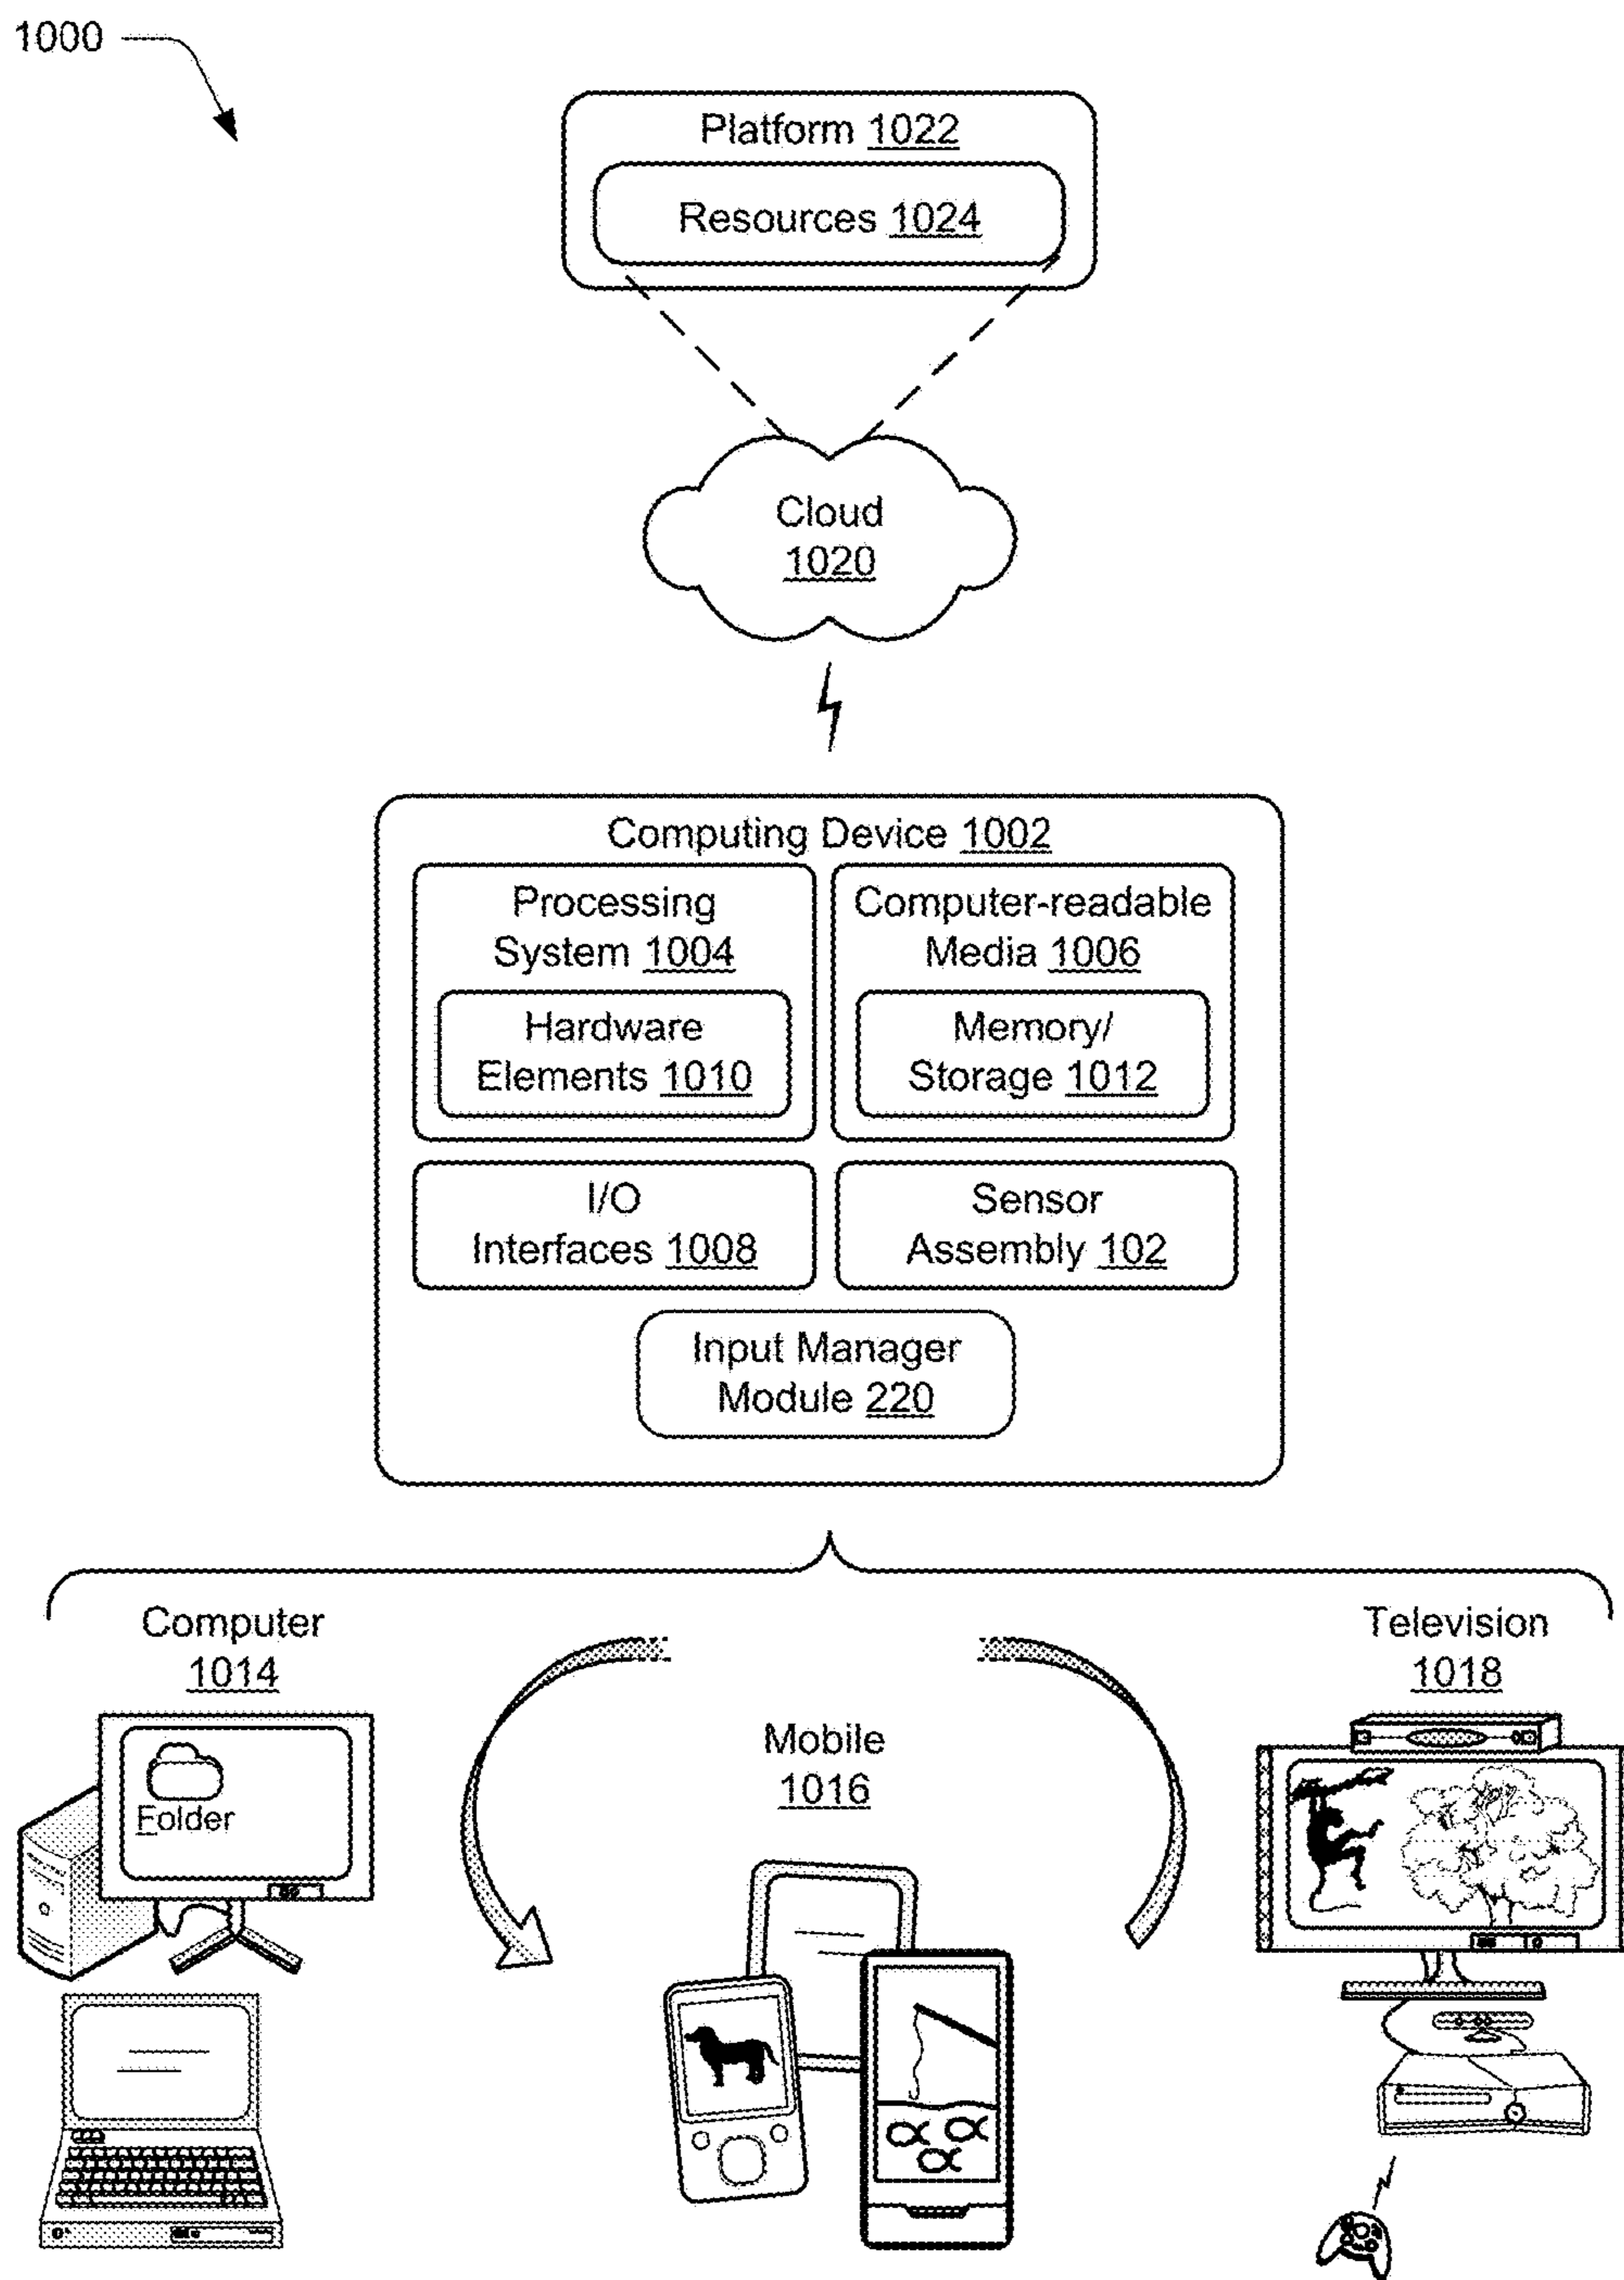 1000
Platform 1022
Resources 1024
Cloud
1020
Computing Device 1002
Processing
System 1004
Hardware
Elements 1010
Computer-readable
Media 1006
Memory/
Storage 1012
I/O
Interfaces 1008
Sensor
Assembly 102
Input Manager
Module 220
Computer
1014
Folder
Mobile
1016
Television
1018